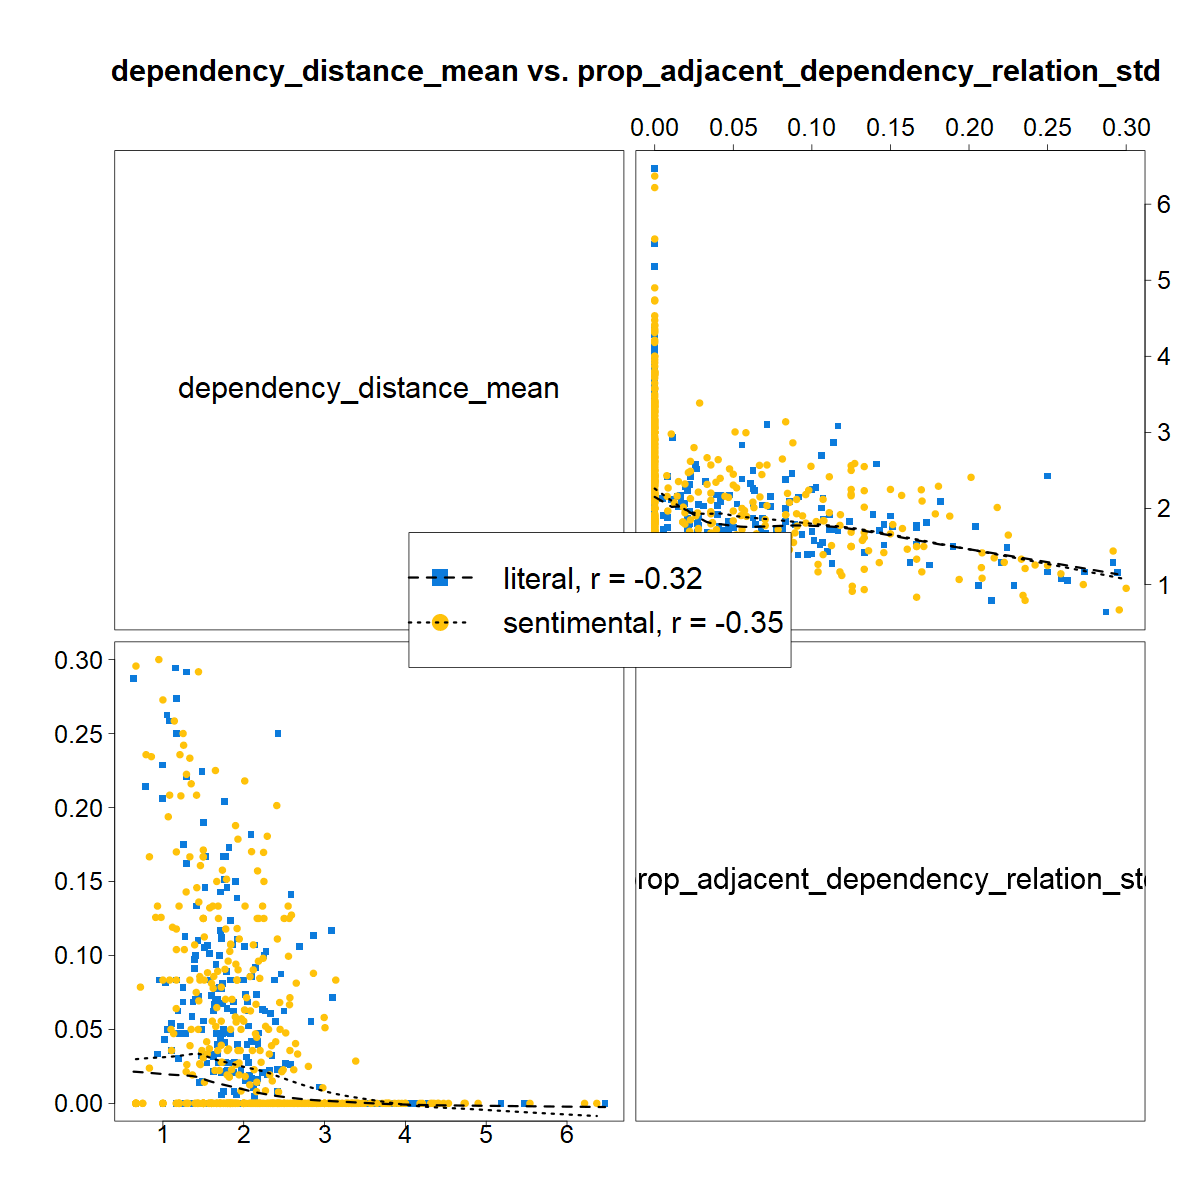 dependency_distance_mean vs. prop_adjacent_dependency_relation_std
0.00 0.05 0.10 0.15 0.20 0.25 0.30
6
5
4
3
2
1
dependency_distance_mean
literal, r = -0.32
sentimental, r = -0.35
0.30
0.25
0.20
0.15
0.10
0.05
0.00
rop_adjacent_dependency_relation_st
1 2 3 4 5 6